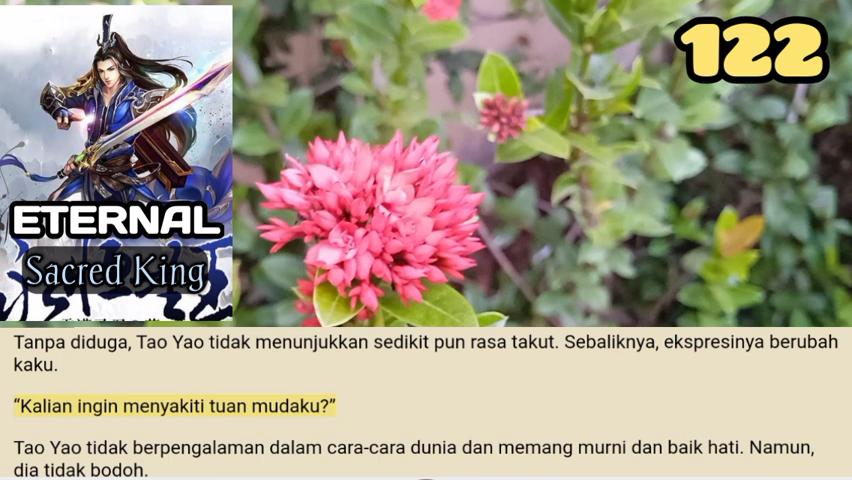 122
ETERNAL
Sacred King
Tanpa diduga, Tao Yao tidak menunjukkan sedikit pun rasa takut. Sebaliknya, ekspresinya berubah
kaku.
“Kalian ingin menyakiti tuan mudaku?”
Tao Yao tidak berpengalaman dalam cara-cara dunia dan memang murni dan baik hati. Namun,
dia tidak bodoh.